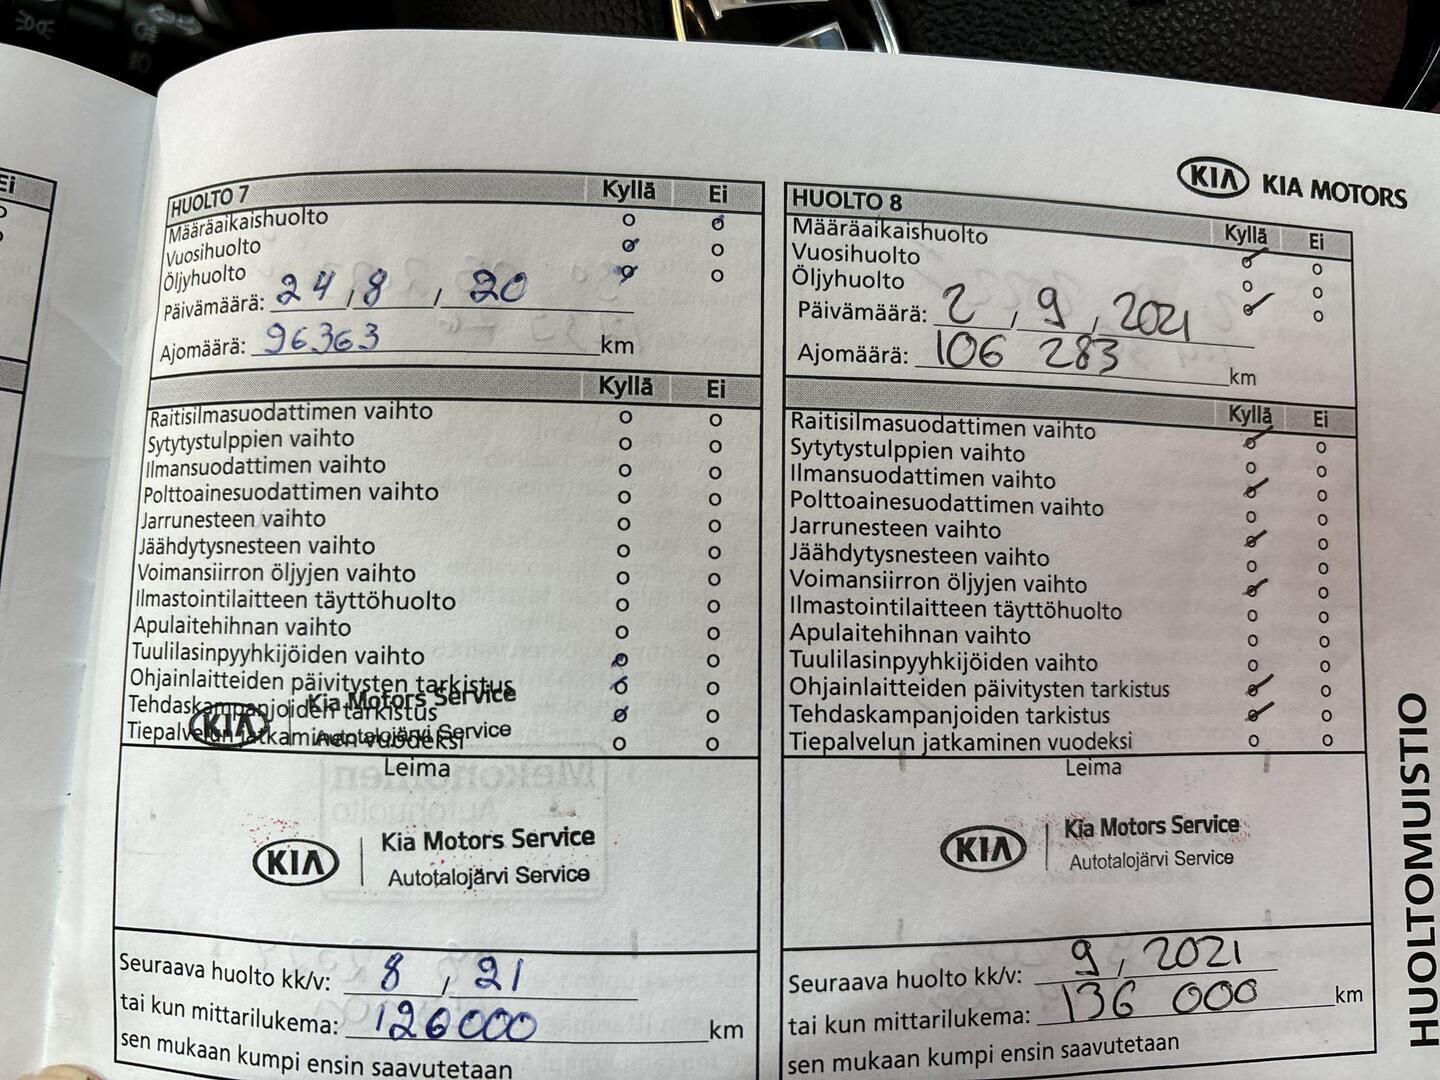 Ei
KIA KIA MOTORS
HUOLTO 7 Kyllä Ei
Määräaikaishuolto
Vuosihuolto
Öljyhuolto
Päivämäärä: 24,8,20
Ajomäärä: 96363 km
Kyllä Ei
Raitisilmasuodattimen vaihto
Sytytystulppien vaihto
Ilmansuodattimen vaihto
Polttoainesuodattimen vaihto
Jarrunesteen vaihto
Jäähdytysnesteen vaihto
Voimansiirron öljyjen vaihto
Ilmastointilaitteen täyttöhuolto
Apulaitehihnan vaihto
Tuulilasinpyyhkijöiden vaihto
Ohjainlaitteiden päivitysten tarkistus
Tehdaskampanjoiden tarkistus
Tiepalvelun jatkaminen vuodeksi
KIA Kia Motors Service
Autotalojärvi Service
Leima
KIA Kia Motors Service
Autotalojärvi Service
Seuraava huolto kk/v: 8, 21
tai kun mittarilukema: 126000 km
sen mukaan kumpi ensin saavutetaan
HUOLTO 8 Kyllä Ei
Määräaikaishuolto
Vuosihuolto
Öljyhuolto
Päivämäärä: 2, 9, 2021
Ajomäärä: 106 283 km
Kyllä Ei
Raitisilmasuodattimen vaihto
Sytytystulppien vaihto
Ilmansuodattimen vaihto
Polttoainesuodattimen vaihto
Jarrunesteen vaihto
Jäähdytysnesteen vaihto
Voimansiirron öljyjen vaihto
Ilmastointilaitteen täyttöhuolto
Apulaitehihnan vaihto
Tuulilasinpyyhkijöiden vaihto
Ohjainlaitteiden päivitysten tarkistus
Tehdaskampanjoiden tarkistus
Tiepalvelun jatkaminen vuodeksi
Leima
KIA Kia Motors Service
Autotalojärvi Service
Seuraava huolto kk/v: 9, 2021
tai kun mittarilukema: 136 000 km
sen mukaan kumpi ensin saavutetaan
HUOLTOMUISTIO